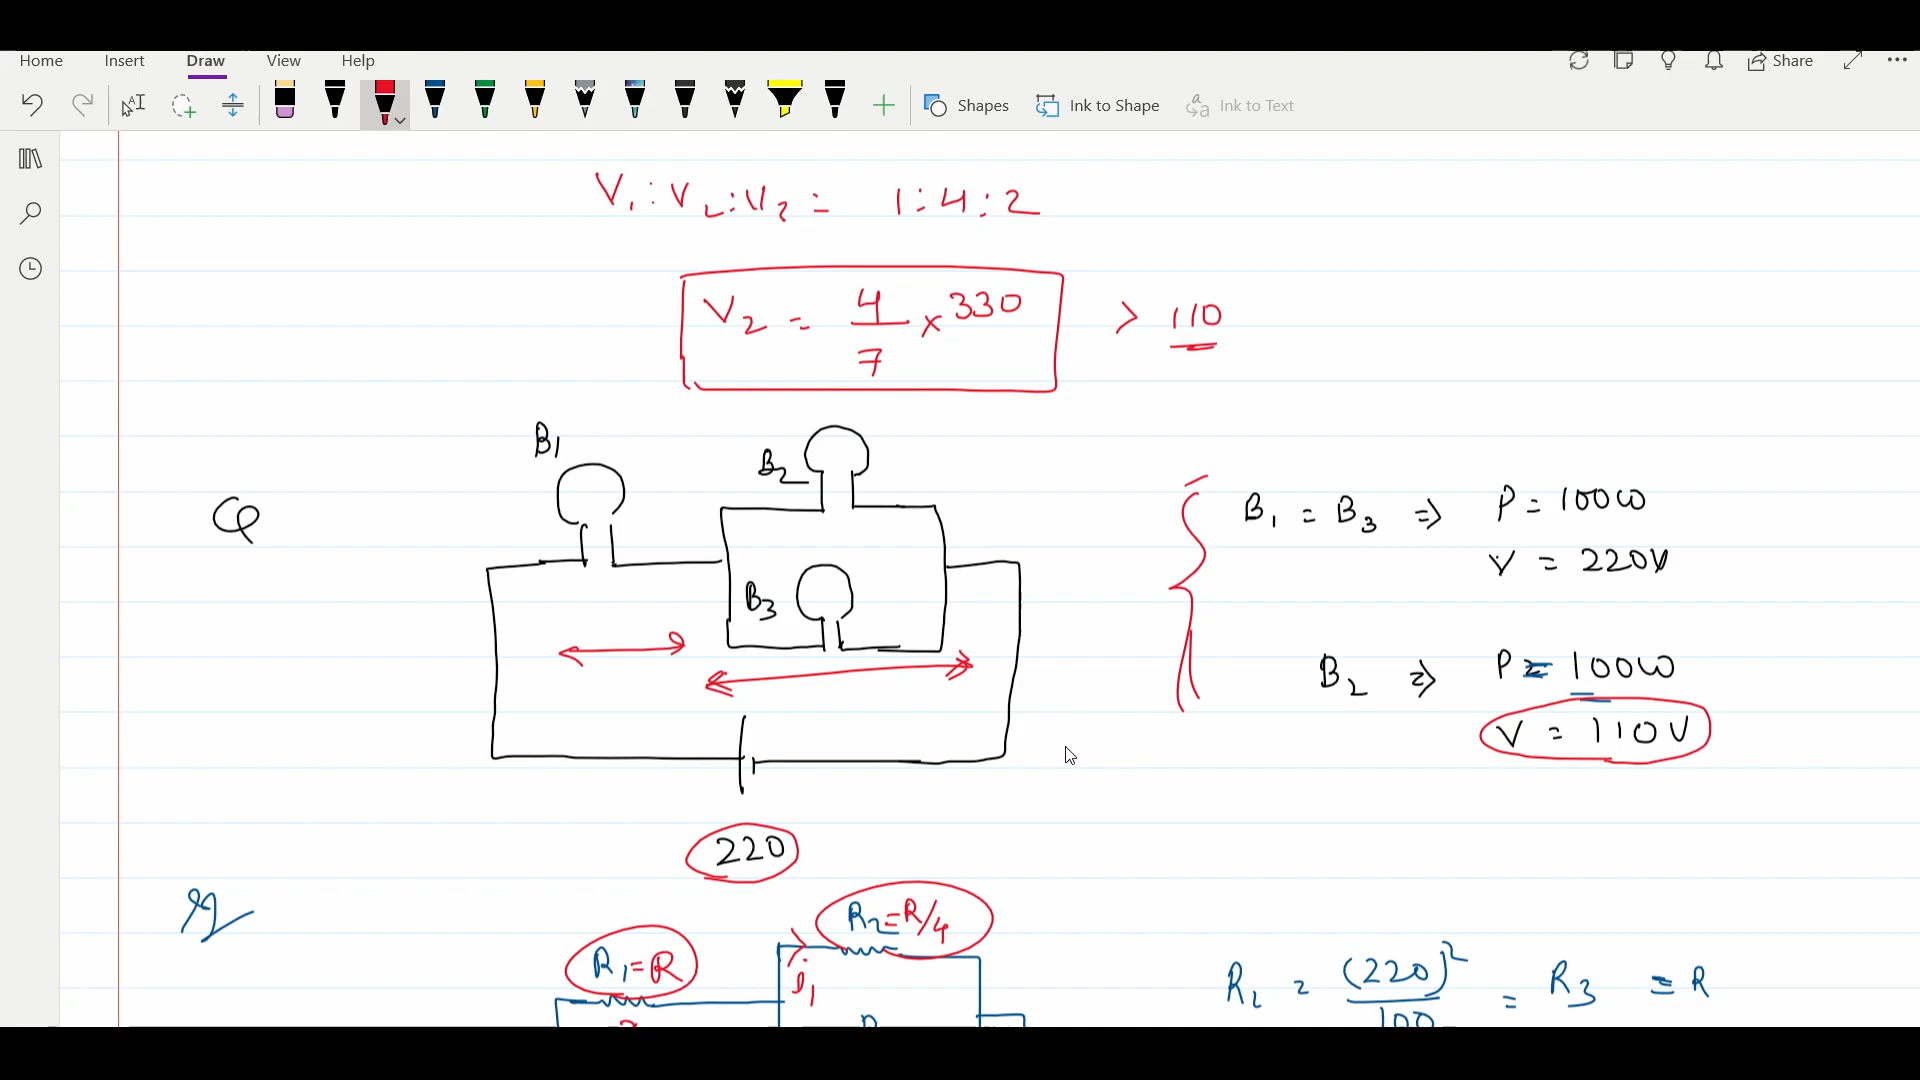 Home Insert Draw View Help Share
Shapes Ink to Shape Ink to Text
V₁ : V₂ : V₃ = 1 : 4 : 2
V₂ = 4/7 × 330 > 110
B₁
B₂
Q
B₁ = B₃ ⇒ P = 100W
V = 220V
B₃
B₂ ⇒ P = 100W
V = 110V
220
R₂ = R/4
R₁ = R
i₁
R₁ = (220)²/100 = R₃ = R